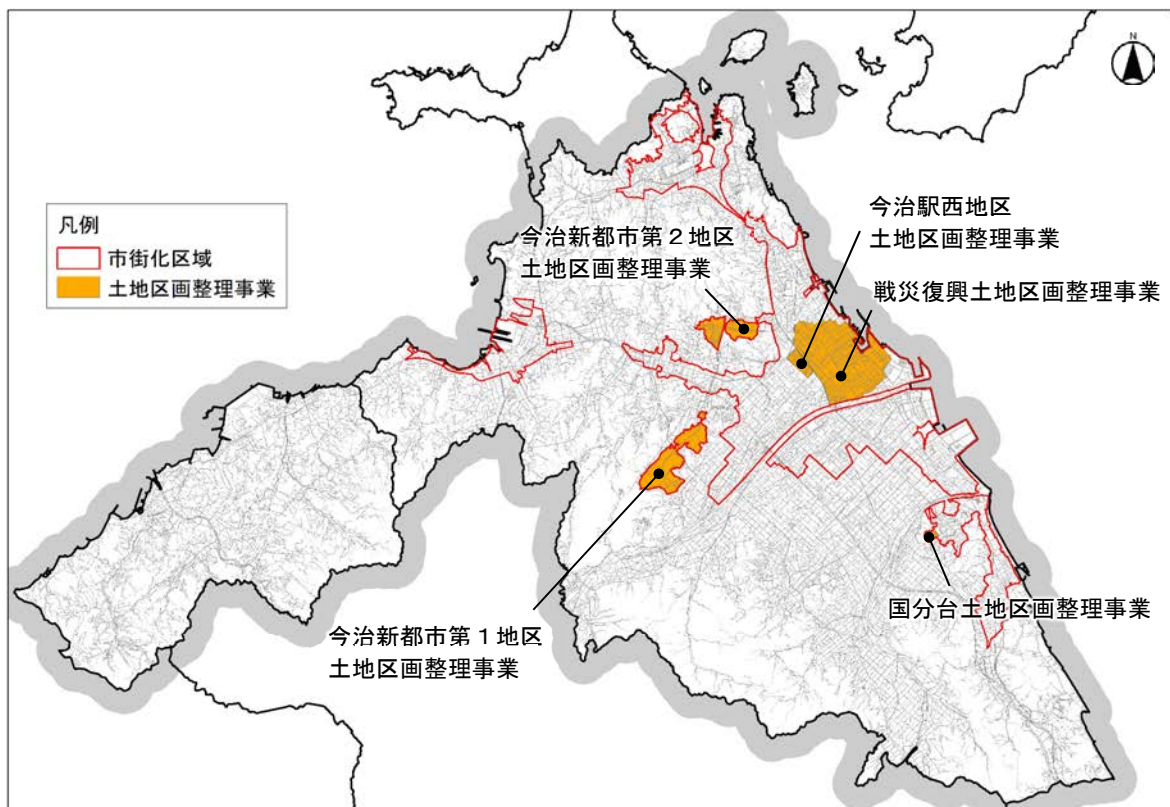 N
凡例
市街化区域
土地区画整理事業
今治新都市第２地区
土地区画整理事業
今治駅西地区
土地区画整理事業
戦災復興土地区画整理事業
国分台土地区画整理事業
今治新都市第１地区
土地区画整理事業